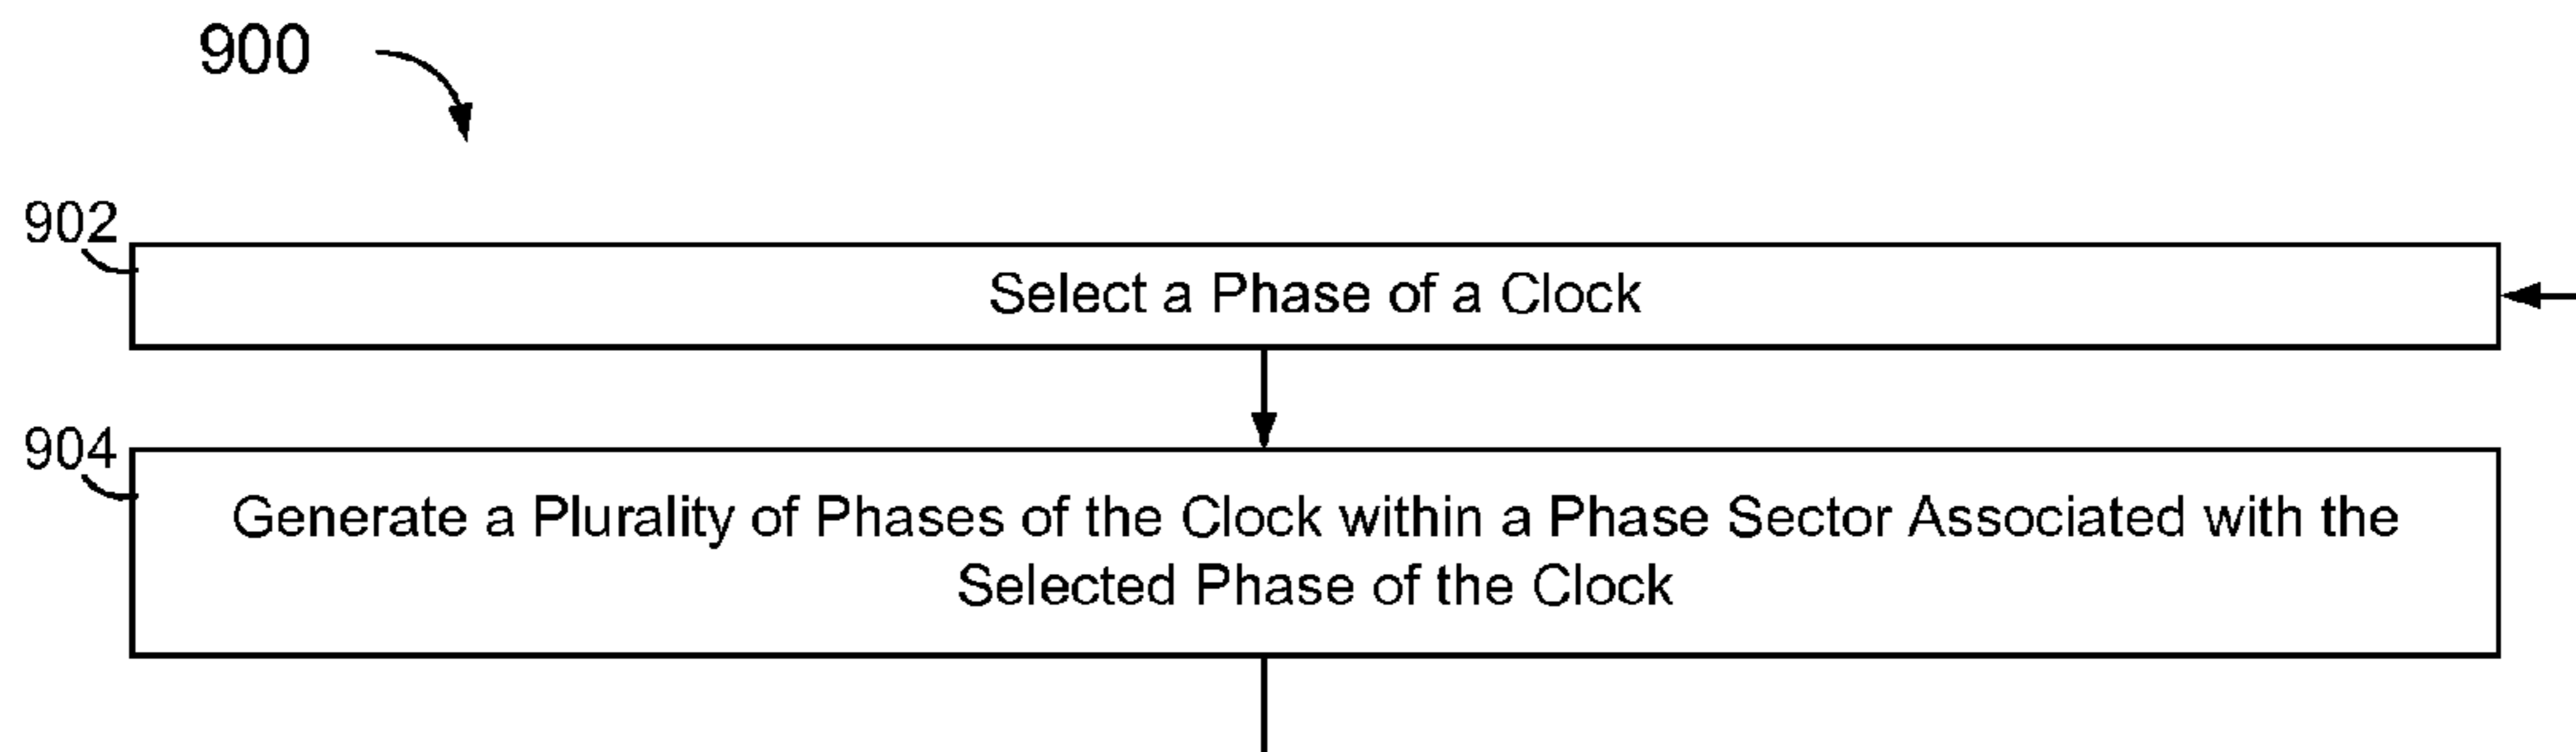 900
902
Select a Phase of a Clock
904
Generate a Plurality of Phases of the Clock within a Phase Sector Associated with the
Selected Phase of the Clock